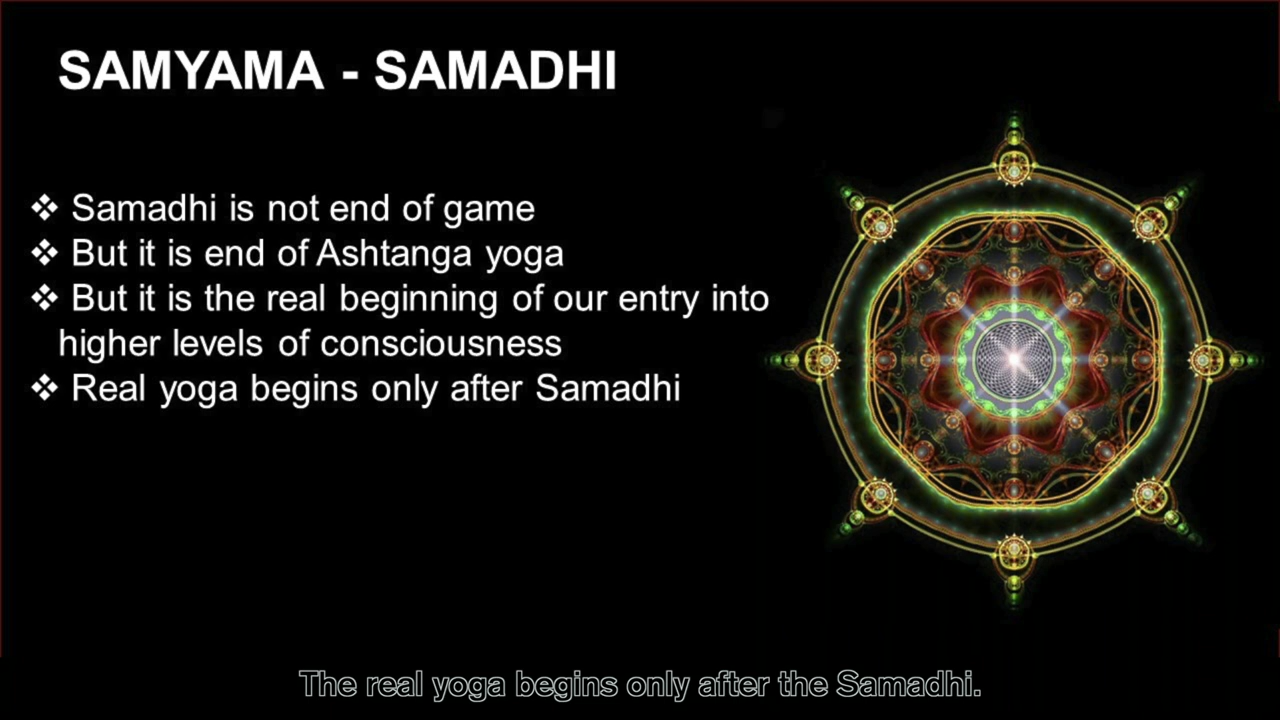 SAMYAMA - SAMADHI
❖ Samadhi is not end of game
❖ But it is end of Ashtanga yoga
❖ But it is the real beginning of our entry into
higher levels of consciousness
❖ Real yoga begins only after Samadhi
The real yoga begins only after the Samadhi.